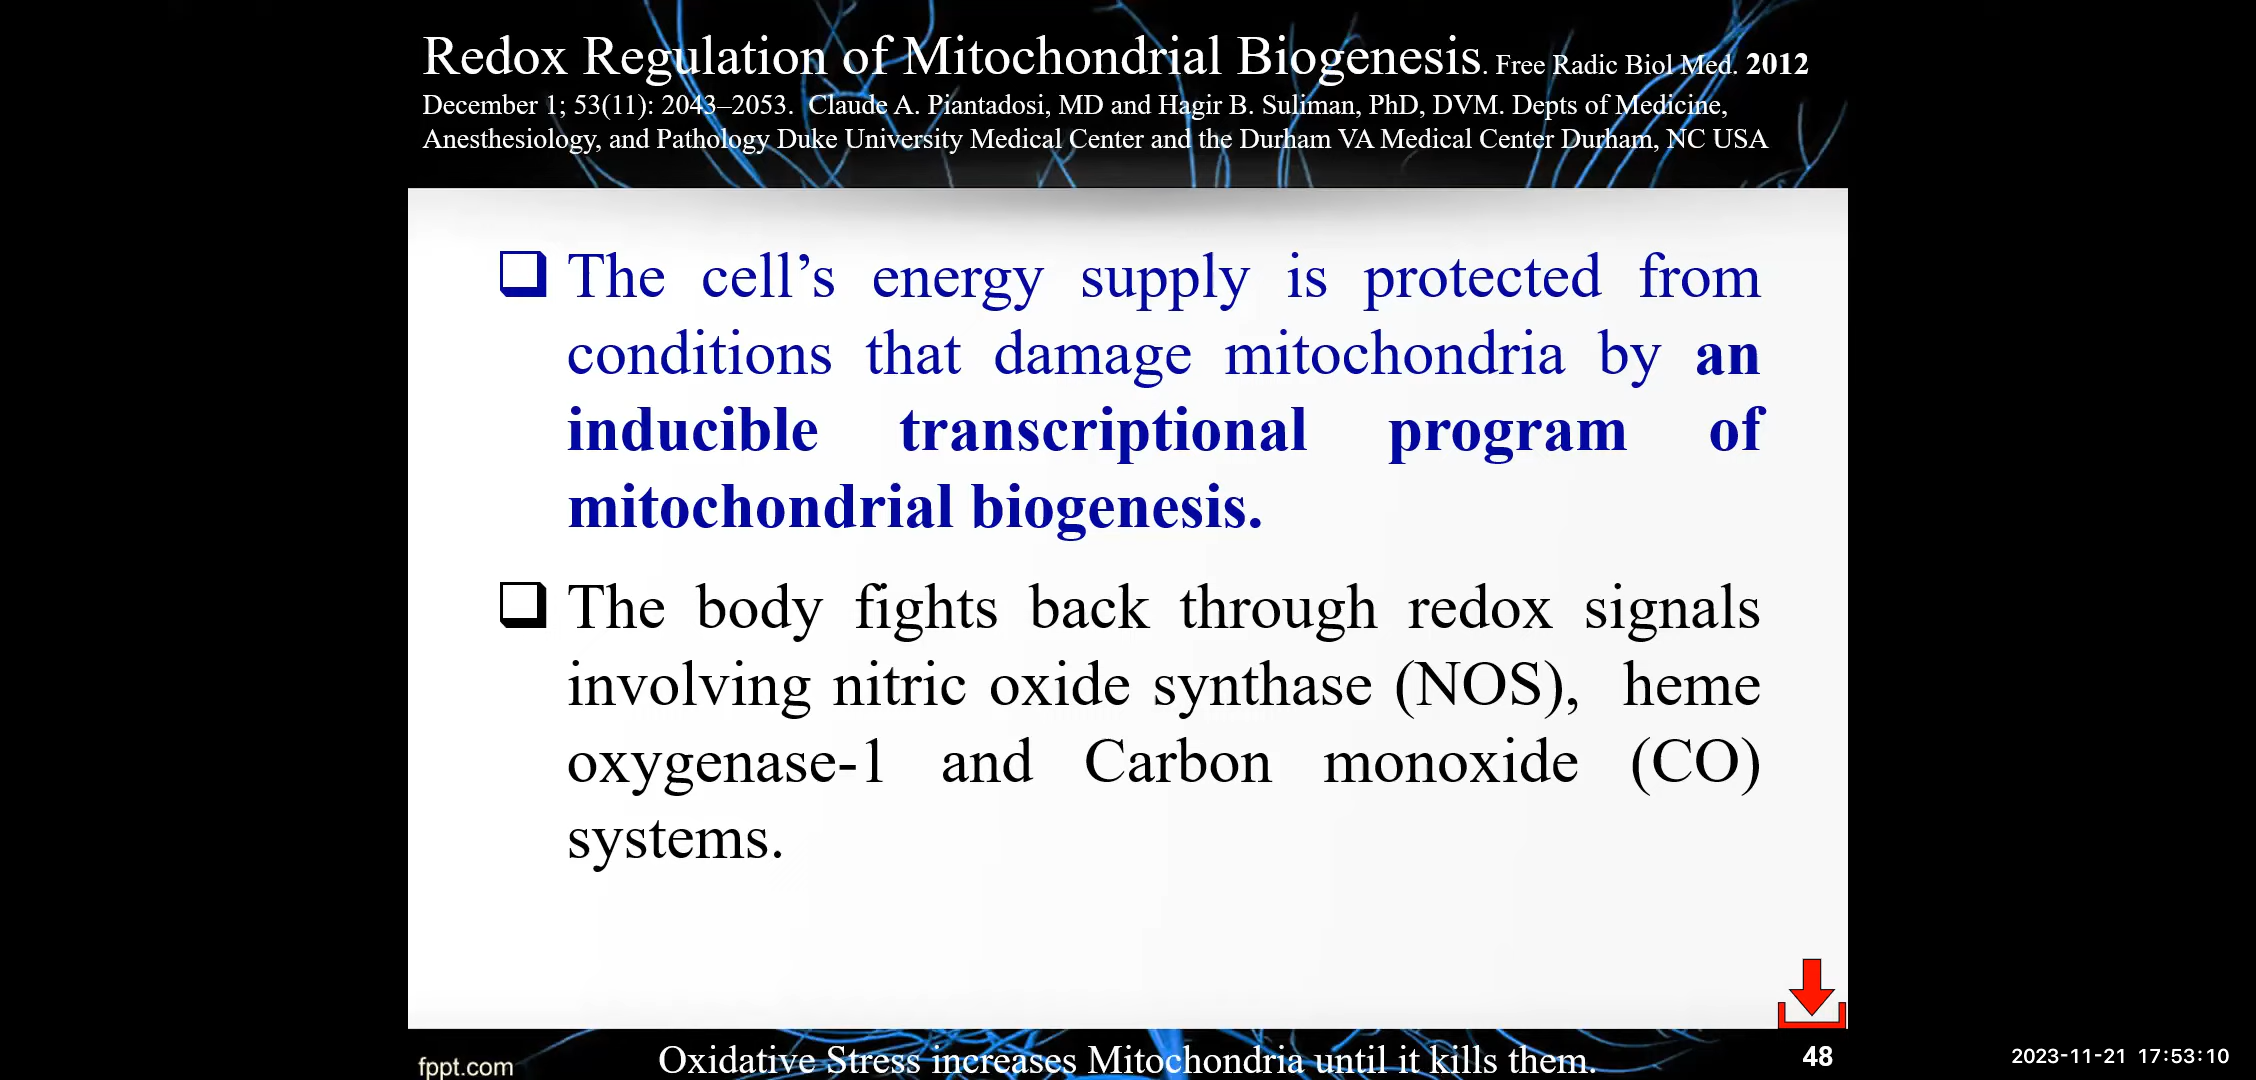 Redox Regulation of Mitochondrial Biogenesis. Free Radic Biol Med. 2012
December 1; 53(11): 2043–2053.  Claude A. Piantadosi, MD and Hagir B. Suliman, PhD, DVM. Depts of Medicine,
Anesthesiology, and Pathology Duke University Medical Center and the Durham VA Medical Center Durham, NC USA
❑ The cell’s energy supply is protected from
conditions that damage mitochondria by an
inducible transcriptional program of
mitochondrial biogenesis.
❑ The body fights back through redox signals
involving nitric oxide synthase (NOS),  heme
oxygenase-1 and Carbon monoxide (CO)
systems.
fppt.com
Oxidative Stress increases Mitochondria until it kills them.
48
2023-11-21 17:53:10